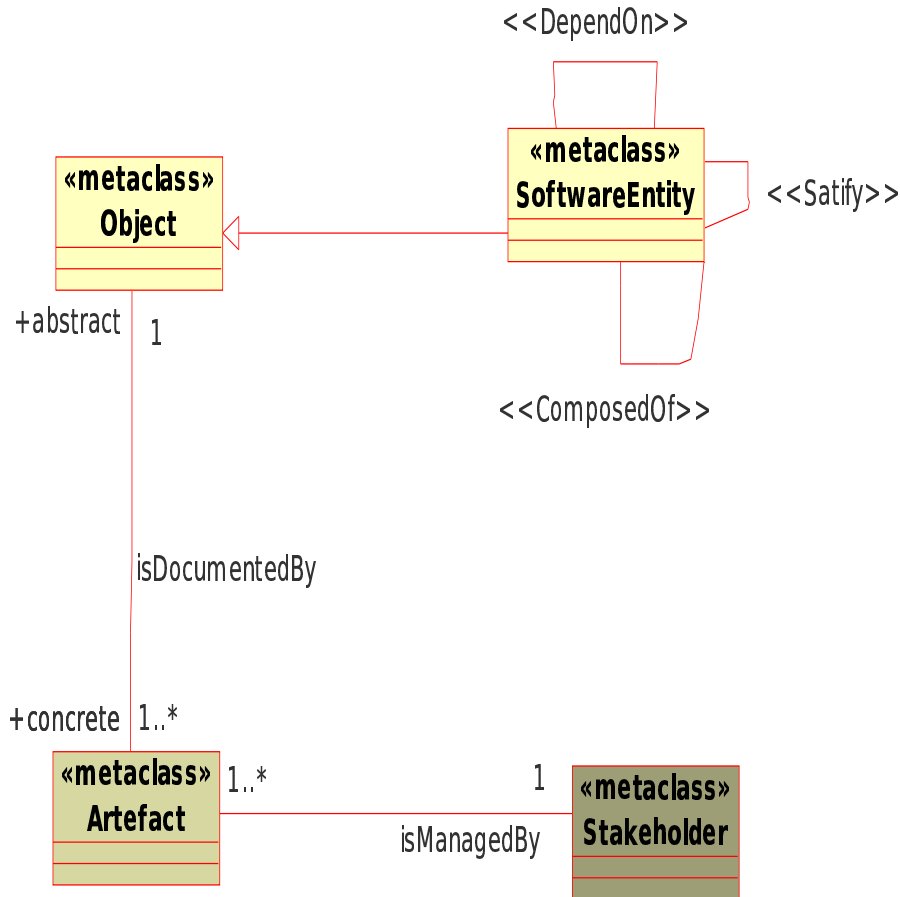 <<DependOn>>
«metaclass»
SoftwareEntity
<<Satify>>
«metaclass»
Object
+abstract
1
<<ComposedOf>>
isDocumentedBy
+concrete
1..*
«metaclass»
Artefact
1..*
1
isManagedBy
«metaclass»
Stakeholder